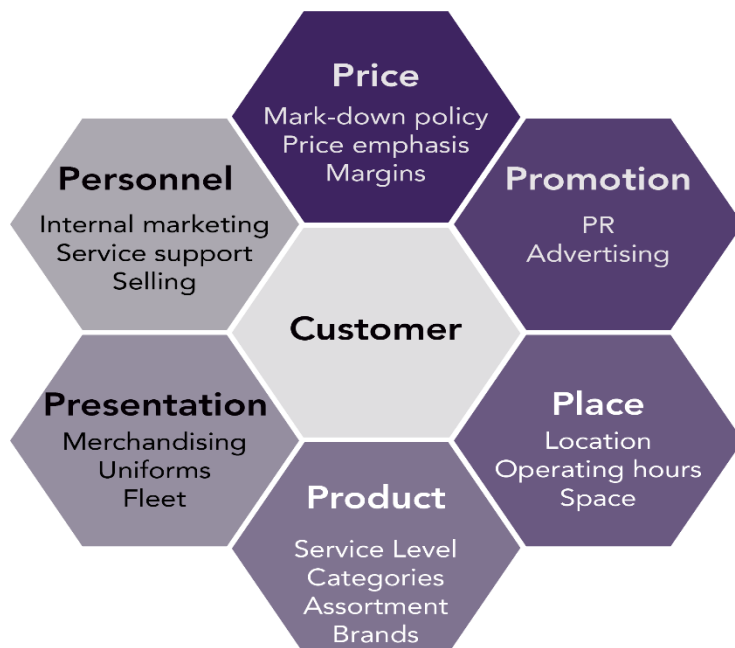 Price
Mark-down policy
Price emphasis
Margins
Promotion
PR
Advertising
Place
Location
Operating hours
Space
Product
Service Level
Categories
Assortment
Brands
Presentation
Merchandising
Uniforms
Fleet
Personnel
Internal marketing
Service support
Selling
Customer